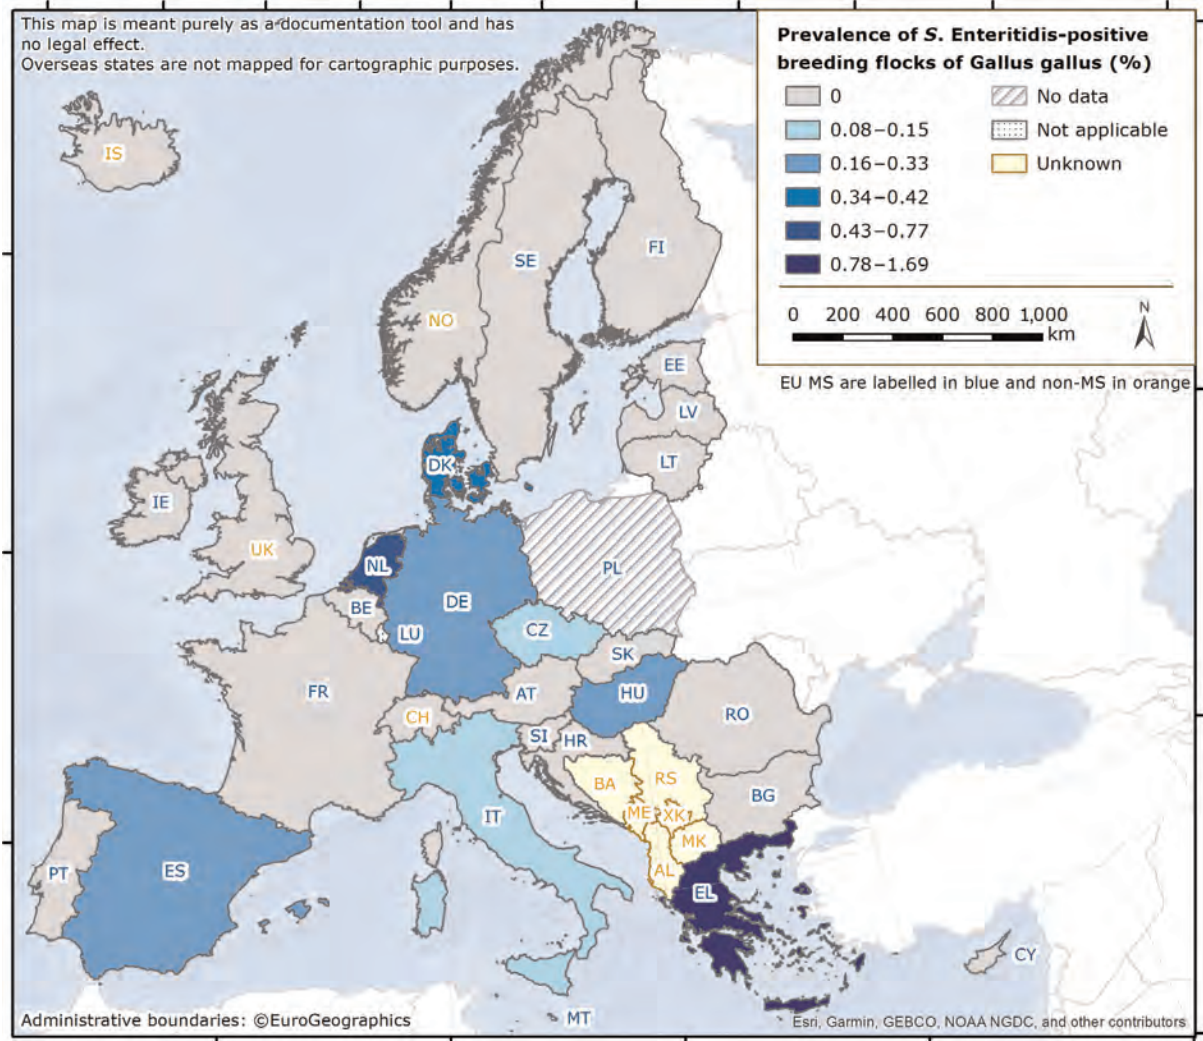 This map is meant purely as a documentation tool and has
no legal effect.
Overseas states are not mapped for cartographic purposes.
Prevalence of S. Enteritidis-positive
breeding flocks of Gallus gallus (%)
0
No data
0.08–0.15
Not applicable
0.16–0.33
Unknown
0.34–0.42
0.43–0.77
0.78–1.69
0 200 400 600 800 1,000
km
N
EU MS are labelled in blue and non-MS in orange
IS
SE
FI
NO
EE
LV
LT
DK
IE
UK
NL
PL
BE
DE
LU
CZ
SK
FR
AT
HU
CH
RO
SI
HR
BA
RS
BG
ME
XK
IT
MK
PT
ES
AL
EL
CY
MT
Administrative boundaries: ©EuroGeographics
Esri, Garmin, GEBCO, NOAA NGDC, and other contributors